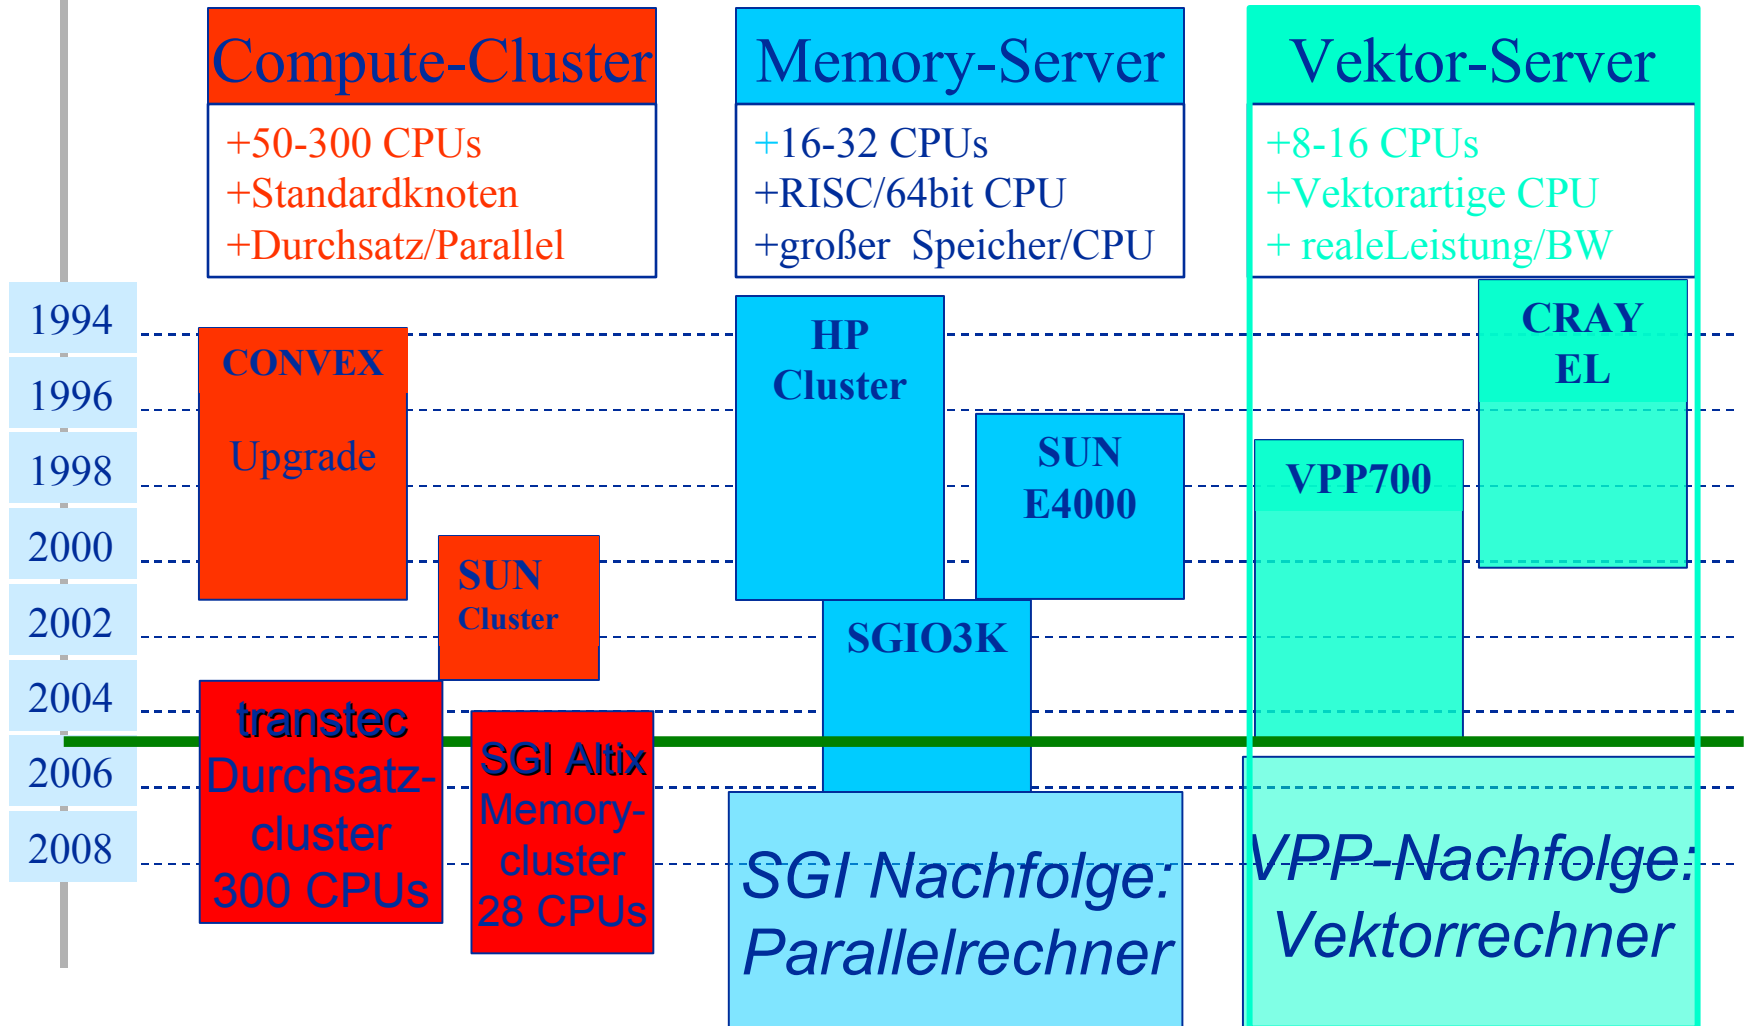 Compute-Cluster
+50-300 CPUs
+Standardknoten
+Durchsatz/Parallel
Memory-Server
+16-32 CPUs
+RISC/64bit CPU
+großer Speicher/CPU
Vektor-Server
+8-16 CPUs
+Vektorartige CPU
+ realeLeistung/BW
1994
1996
1998
2000
2002
2004
2006
2008
CONVEX
Upgrade
SUN
Cluster
transtec
Durchsatz-
cluster
300 CPUs
SGI Altix
Memory-
cluster
28 CPUs
HP
Cluster
SUN
E4000
SGIO3K
SGI Nachfolge:
Parallelrechner
CRAY
EL
VPP700
VPP-Nachfolge:
Vektorrechner